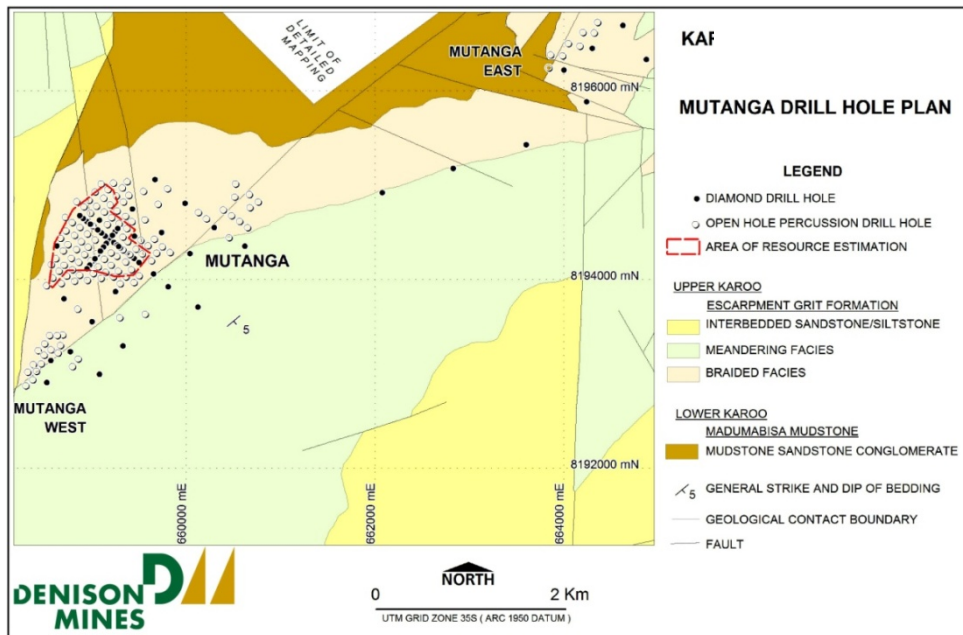 LIMIT OF
DETAILED
MAPPING
MUTANGA
EAST
8196000 mN
MUTANGA
8194000 mN
5
MUTANGA
WEST
8192000 mN
660000 mE
662000 mE
664000 mE
KAF
MUTANGA DRILL HOLE PLAN
LEGEND
DIAMOND DRILL HOLE
OPEN HOLE PERCUSSION DRILL HOLE
AREA OF RESOURCE ESTIMATION
UPPER KAROO
ESCARPMENT GRIT FORMATION
INTERBEDDED SANDSTONE/SILTSTONE
MEANDERING FACIES
BRAIDED FACIES
LOWER KAROO
MADUMABISA MUDSTONE
MUDSTONE SANDSTONE CONGLOMERATE
5 GENERAL STRIKE AND DIP OF BEDDING
GEOLOGICAL CONTACT BOUNDARY
FAULT
DENISON
MINES
NORTH
0 2 Km
UTM GRID ZONE 35S ( ARC 1950 DATUM )